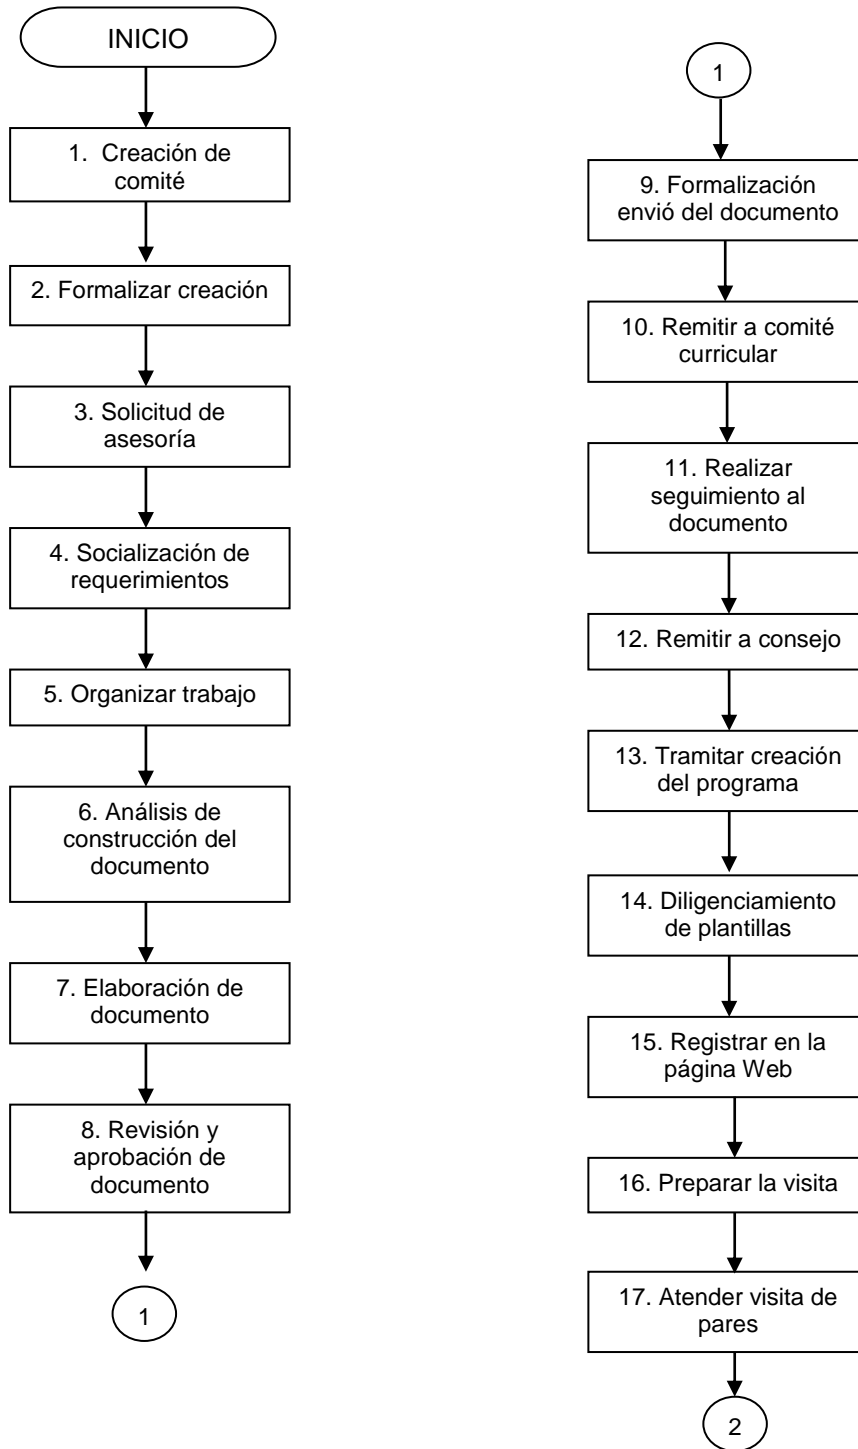 INICIO
1. Creación de
comité
2. Formalizar creación
3. Solicitud de
asesoría
4. Socialización de
requerimientos
5. Organizar trabajo
6. Análisis de
construcción del
documento
7. Elaboración de
documento
8. Revisión y
aprobación de
documento
1
1
9. Formalización
envió del documento
10. Remitir a comité
curricular
11. Realizar
seguimiento al
documento
12. Remitir a consejo
13. Tramitar creación
del programa
14. Diligenciamiento
de plantillas
15. Registrar en la
página Web
16. Preparar la visita
17. Atender visita de
pares
2